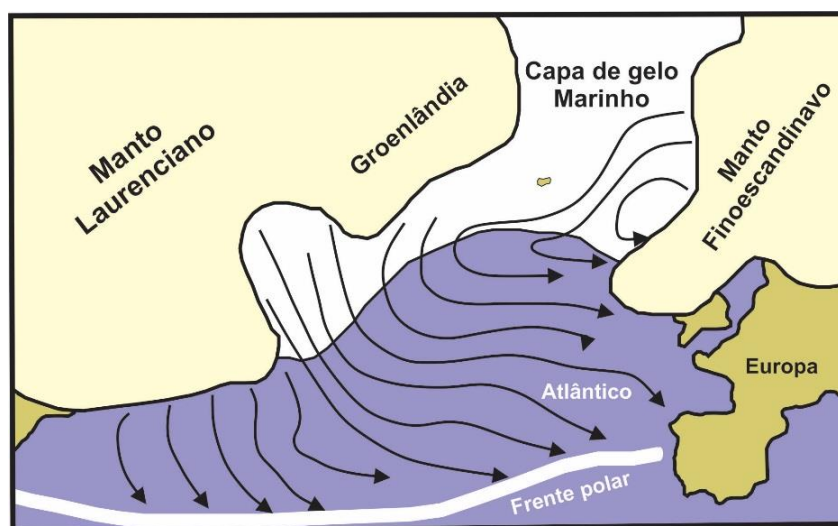 Manto
Laurenciano
Groenlândia
Capa de gelo
Marinho
Manto
Finoescandinavo
Europa
Atlântico
Frente polar